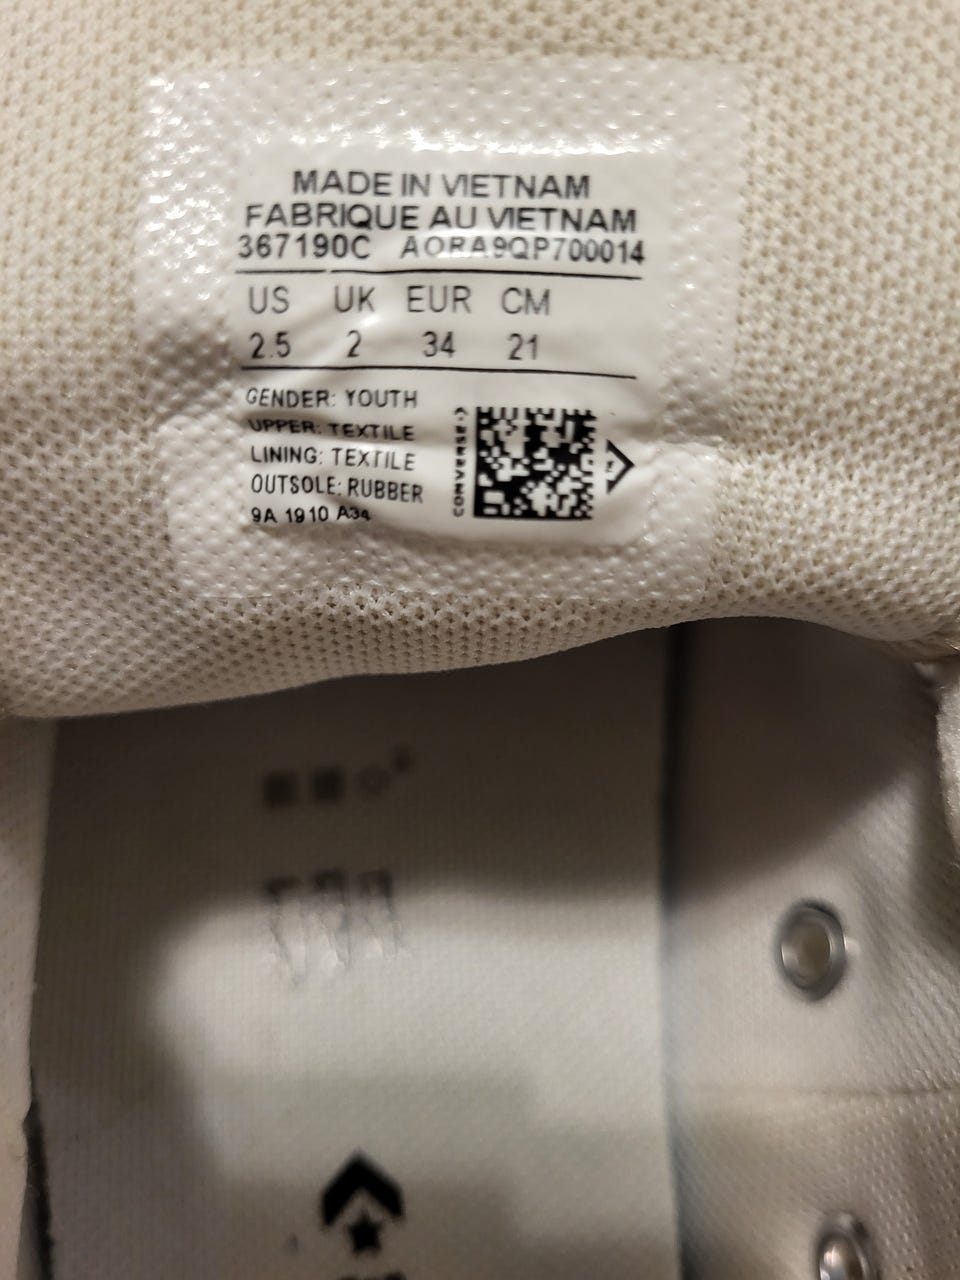 MADE IN VIETNAM
FABRIQUE AU VIETNAM
367190C AORA9QP700014
US UK EUR CM
2.5 2 34 21
GENDER: YOUTH
UPPER: TEXTILE
LINING: TEXTILE
OUTSOLE: RUBBER
9A 1910 A34
CONVERSE